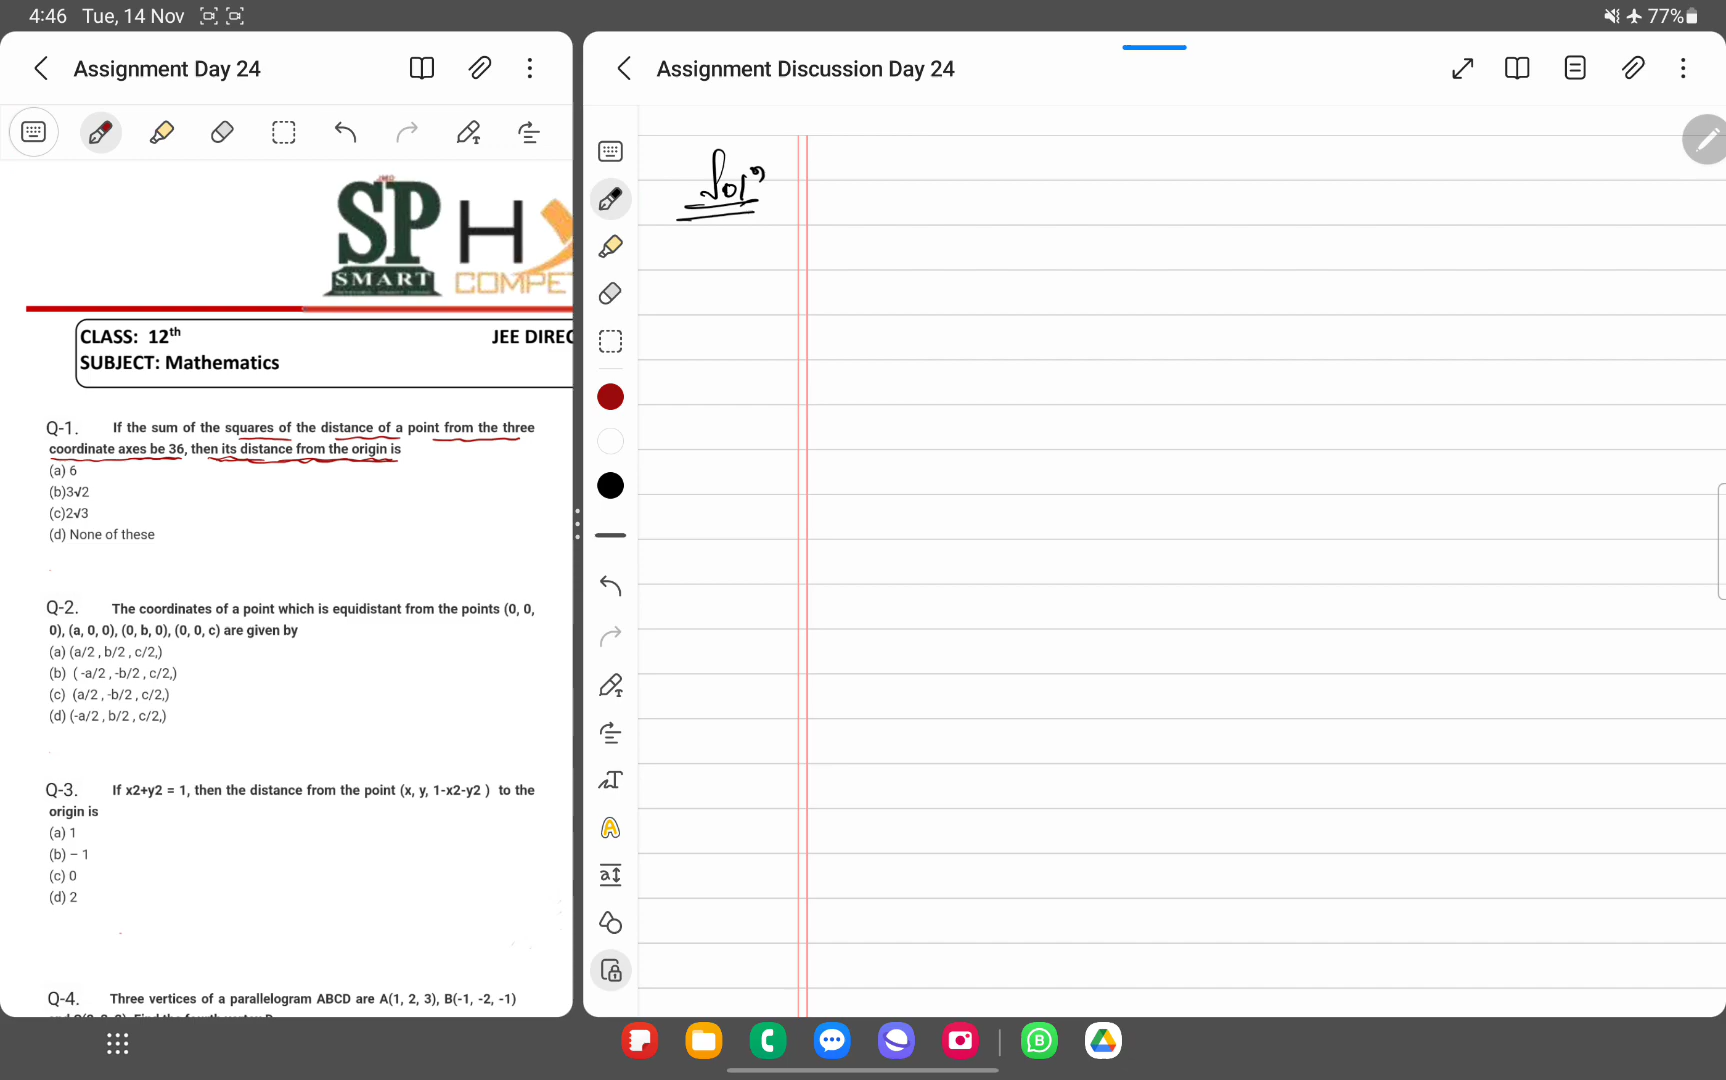 4:46 Tue, 14 Nov
77%
Assignment Day 24
SP
SMART
COMPET
CLASS: 12th
JEE DIREC
SUBJECT: Mathematics
Q-1. If the sum of the squares of the distance of a point from the three
coordinate axes be 36, then its distance from the origin is
(a) 6
(b)3√2
(c)2√3
(d) None of these
Q-2. The coordinates of a point which is equidistant from the points (0, 0,
0), (a, 0, 0), (0, b, 0), (0, 0, c) are given by
(a) (a/2 , b/2 , c/2,)
(b) ( -a/2 , -b/2 , c/2,)
(c) (a/2 , -b/2 , c/2,)
(d) (-a/2 , b/2 , c/2,)
Q-3. If x2+y2 = 1, then the distance from the point (x, y, 1-x2-y2 ) to the
origin is
(a) 1
(b) – 1
(c) 0
(d) 2
Q-4. Three vertices of a parallelogram ABCD are A(1, 2, 3), B(-1, -2, -1)
Assignment Discussion Day 24
Solⁿ